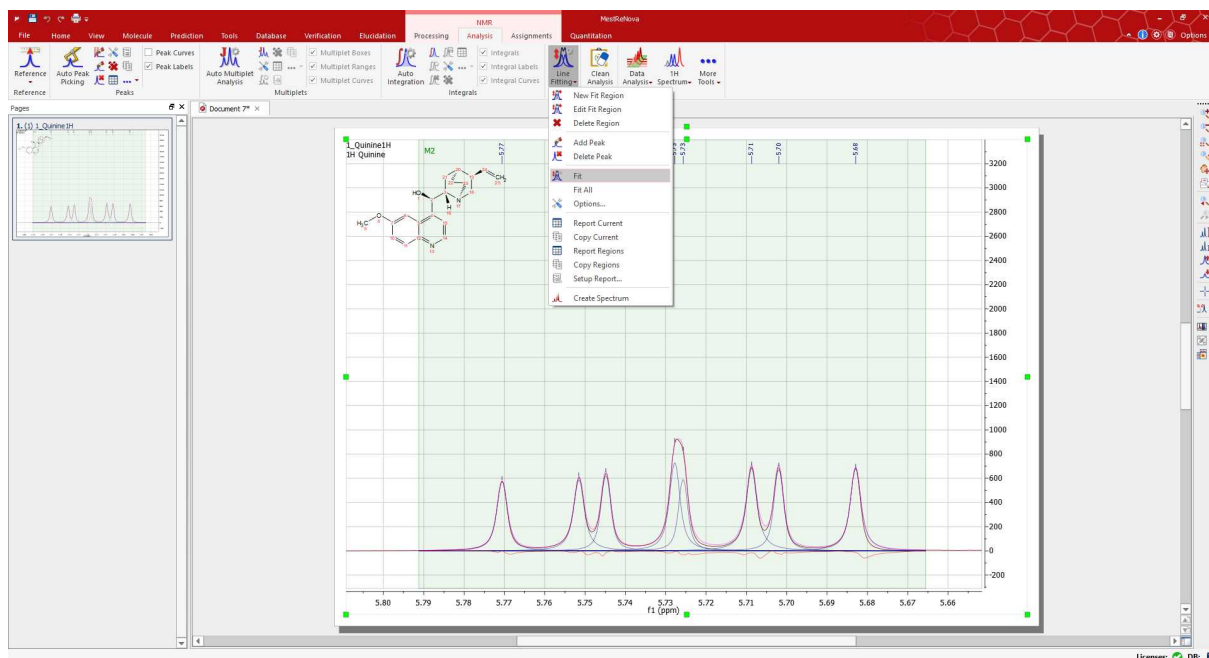 NMR MestReNova
File Home View Molecule Prediction Tools Database Verification Enumeration Elucidation Processing Analysis Assignments Quantitation Options
Reference
Auto Peak Picking
Peak Curves
Peak Labels
Auto Multiplet Analysis
Multiplet Boxes
Multiplet Ranges
Multiplet Curves
Auto Integration
Integrals
Integral Labels
Integral Curves
Line Fitting
Clean Analysis
Data Analysis
1H Spectrum
More Tools
Reference Peaks Multiplets Integrals
Pages
Document 7*
1. (1) 1_Quinine1H
New Fit Region
Edit Fit Region
Delete Region
Add Peak
Delete Peak
Fit
Fit All
Options...
Report Current
Copy Current
Report Regions
Copy Regions
Setup Report...
Create Spectrum
1_Quinine1H
1H Quinine
M2
5.77
5.73
5.71
5.70
5.68
HO
H
N
CH₂
H₃C
O
N
3200
3000
2800
2600
2400
2200
2000
1800
1600
1400
1200
1000
800
600
400
200
0
-200
5.80 5.79 5.78 5.77 5.76 5.75 5.74 5.73 5.72 5.71 5.70 5.69 5.68 5.67 5.66
f1 (ppm)
Licenses: DB: